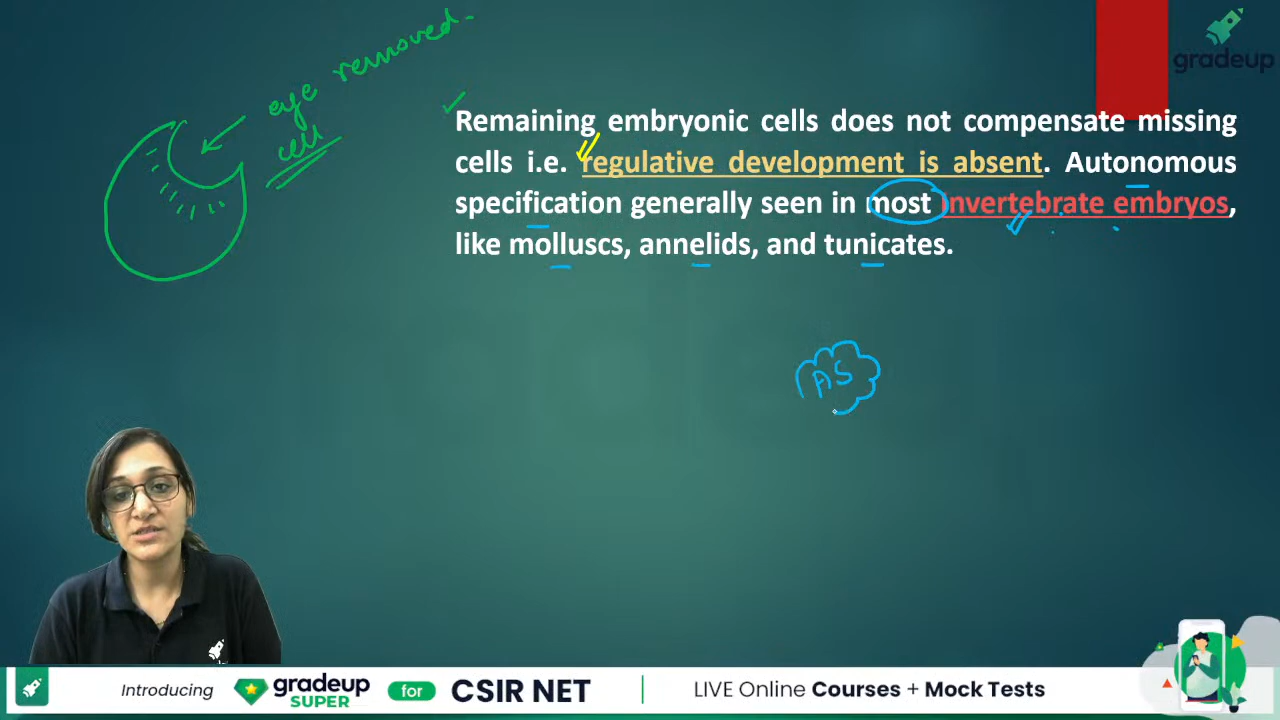 eye removed.
cell
gradeup
Remaining embryonic cells does not compensate missing
cells i.e. regulative development is absent. Autonomous
specification generally seen in most invertebrate embryos,
like molluscs, annelids, and tunicates.
AS
Introducing gradeup SUPER for CSIR NET LIVE Online Courses + Mock Tests